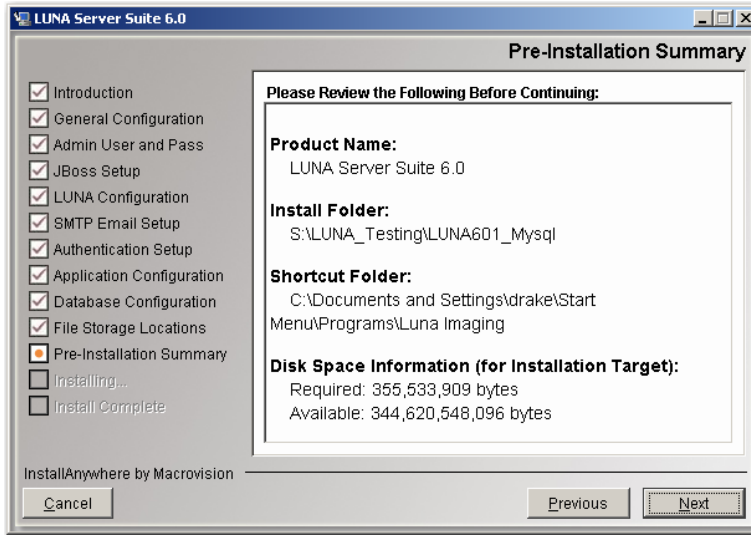 LUNA Server Suite 6.0
Pre-Installation Summary
Introduction
General Configuration
Admin User and Pass
JBoss Setup
LUNA Configuration
SMTP Email Setup
Authentication Setup
Application Configuration
Database Configuration
File Storage Locations
Pre-Installation Summary
Installing...
Install Complete
Please Review the Following Before Continuing:
Product Name:
LUNA Server Suite 6.0
Install Folder:
S:\LUNA_Testing\LUNA601_Mysql
Shortcut Folder:
C:\Documents and Settings\drake\Start
Menu\Programs\Luna Imaging
Disk Space Information (for Installation Target):
Required: 355,533,909 bytes
Available: 344,620,548,096 bytes
InstallAnywhere by Macrovision
Cancel
Previous
Next